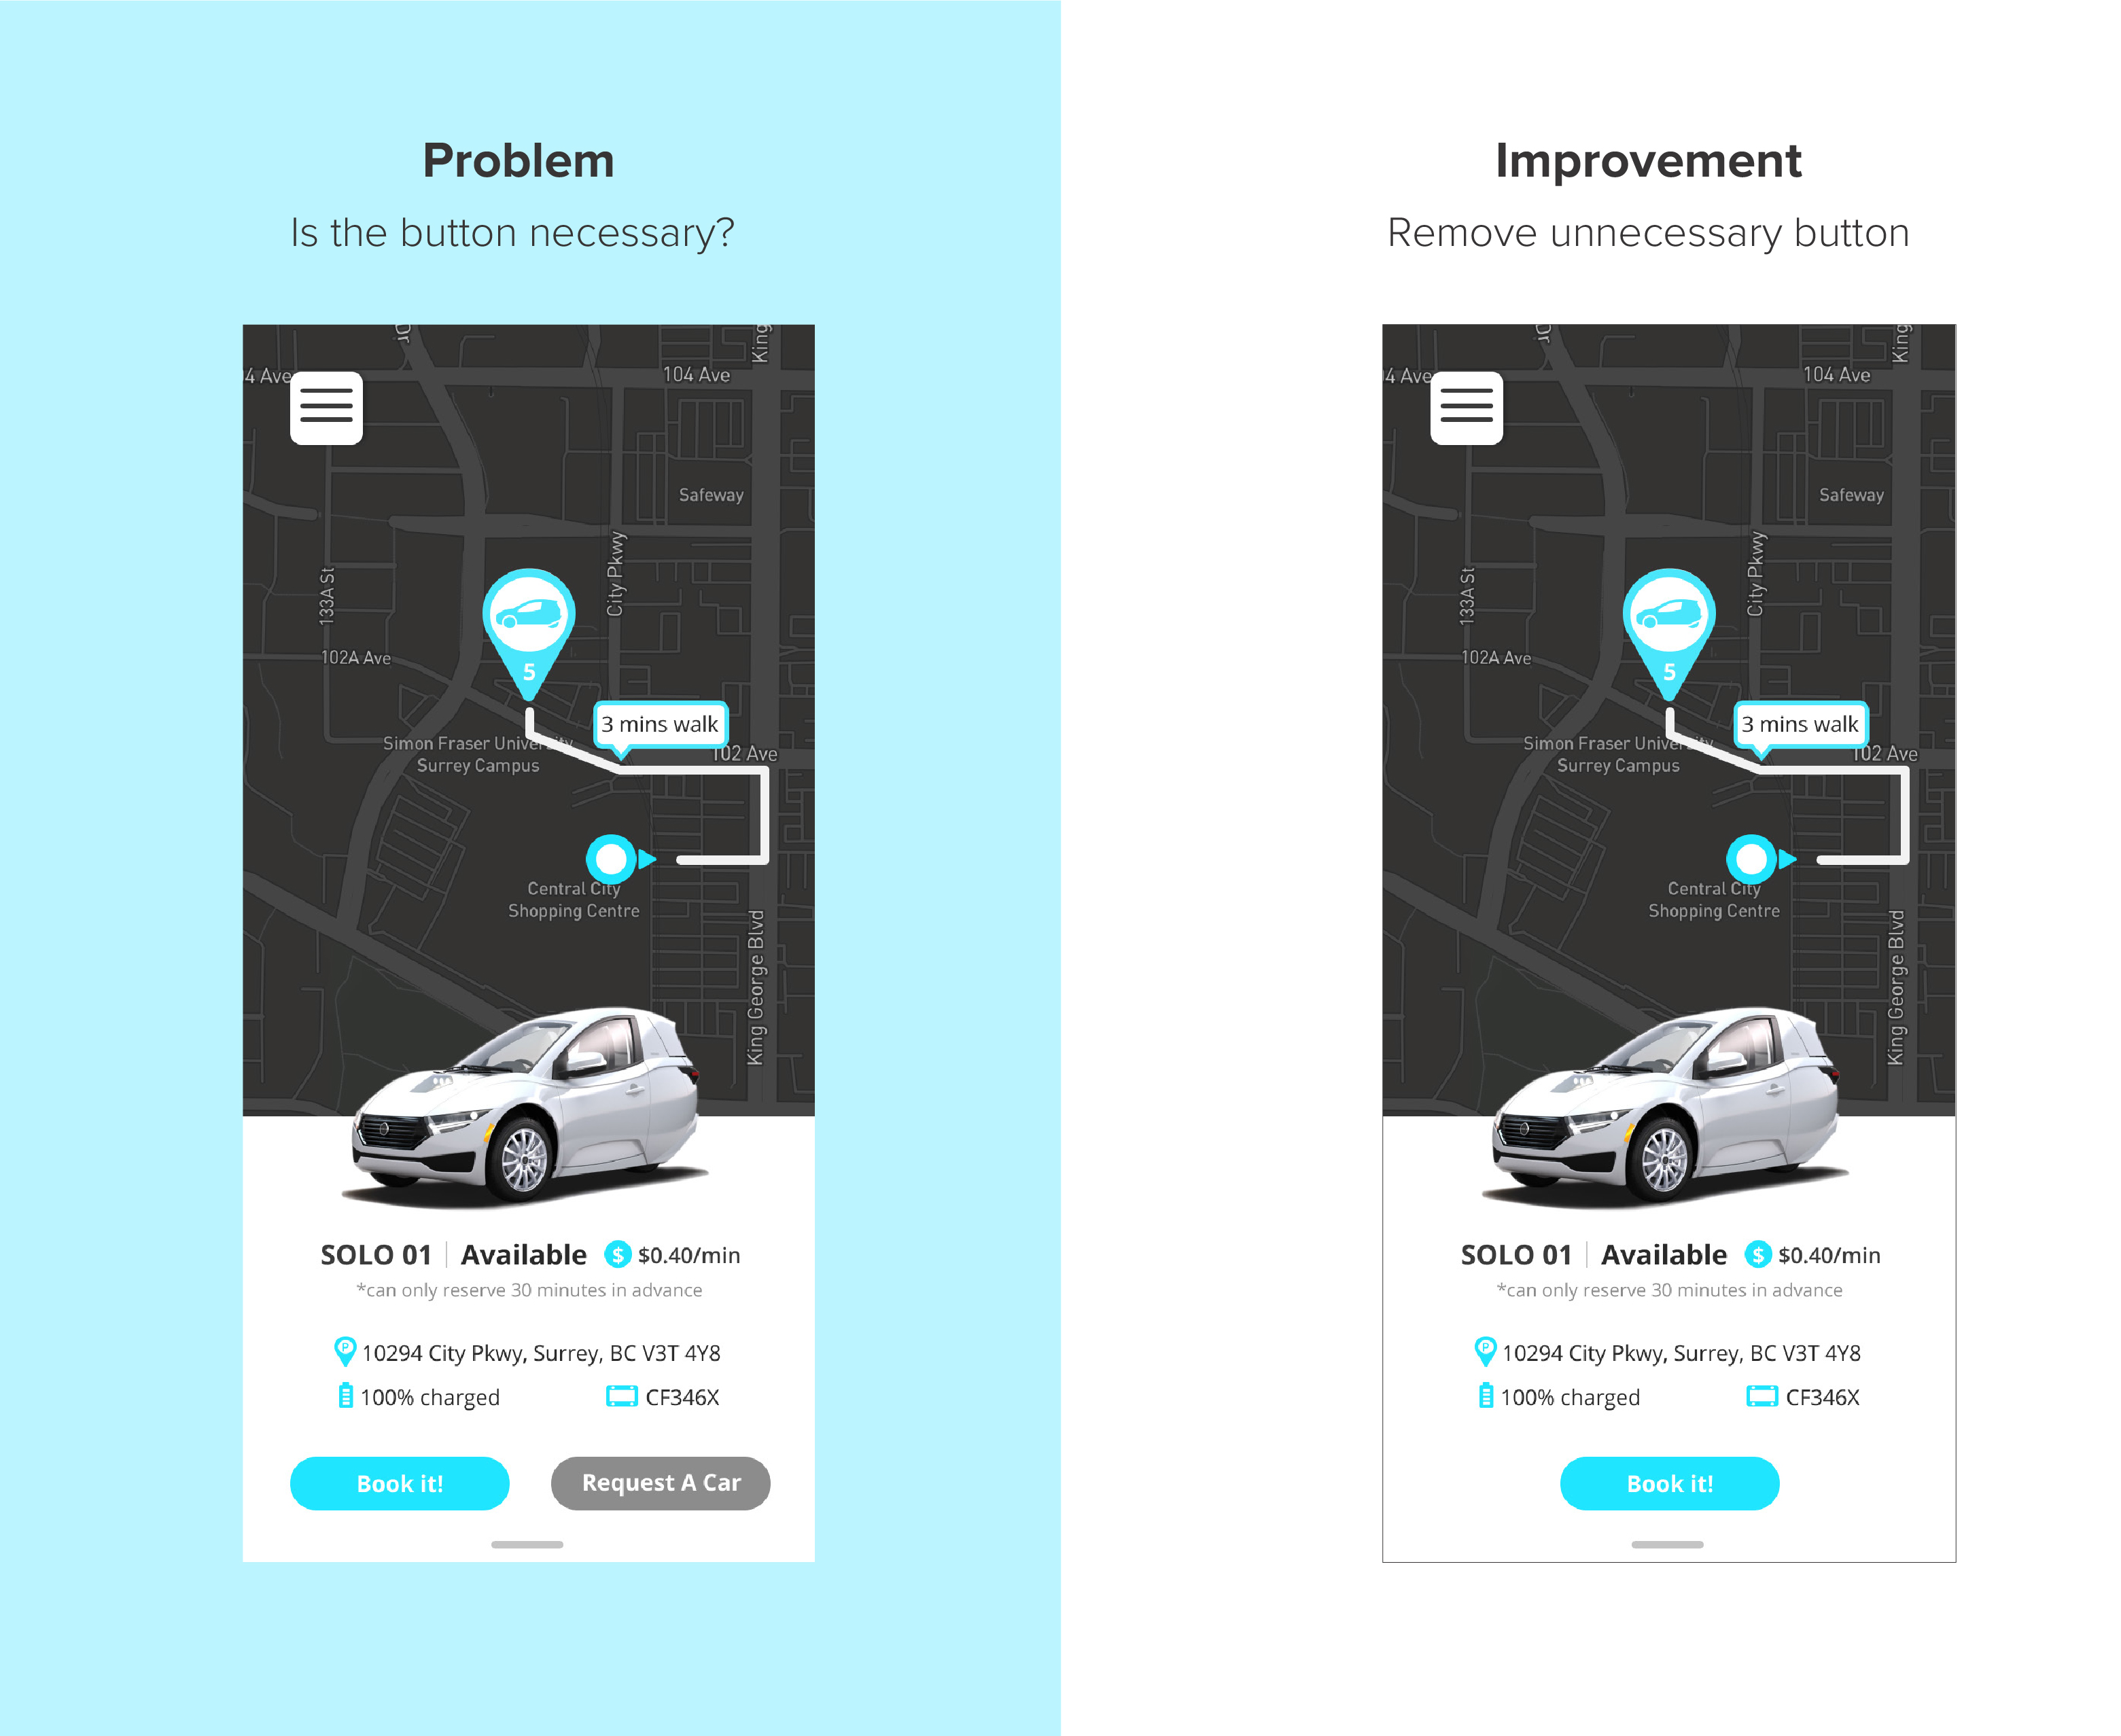 Problem
Is the button necessary?
Dr
King
4 Ave
104 Ave
Safeway
City Pkwy
133A St
102A Ave
5
3 mins walk
Simon Fraser University
Surrey Campus
102 Ave
Central City
Shopping Centre
King George Blvd
SOLO 01 | Available $ $0.40/min
*can only reserve 30 minutes in advance
P 10294 City Pkwy, Surrey, BC V3T 4Y8
100% charged CF346X
Book it! Request A Car
Improvement
Remove unnecessary button
Dr
King
4 Ave
104 Ave
Safeway
City Pkwy
133A St
102A Ave
5
3 mins walk
Simon Fraser University
Surrey Campus
102 Ave
Central City
Shopping Centre
King George Blvd
SOLO 01 | Available $ $0.40/min
*can only reserve 30 minutes in advance
P 10294 City Pkwy, Surrey, BC V3T 4Y8
100% charged CF346X
Book it!